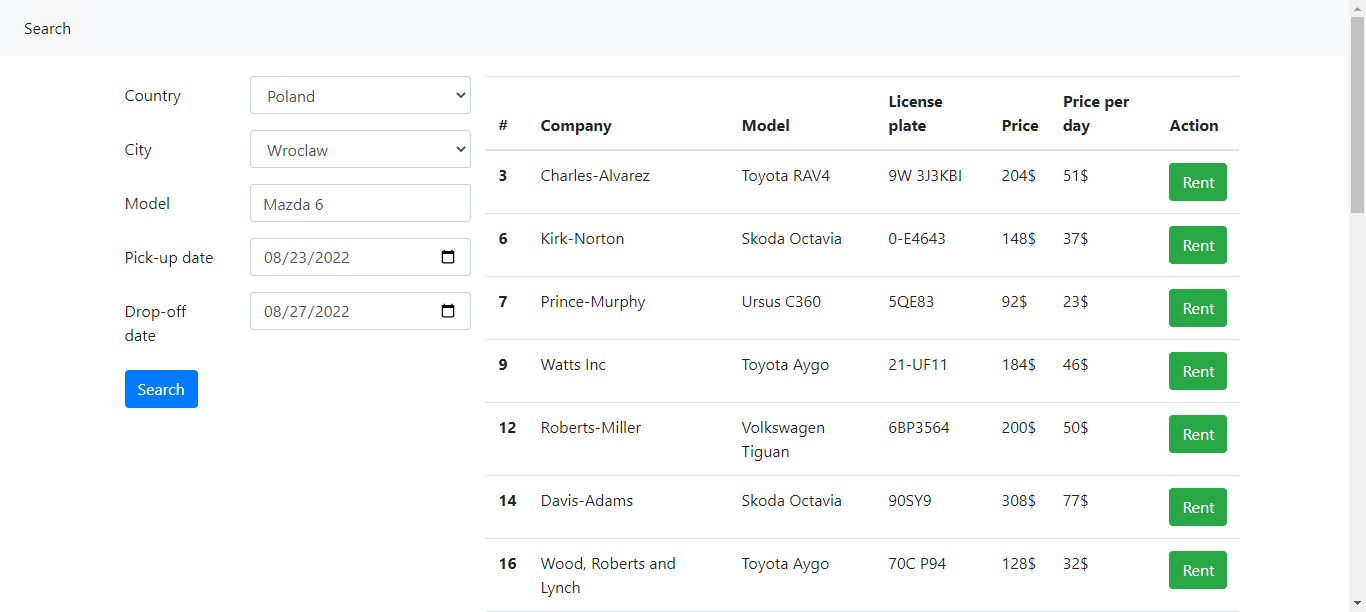 Search
Country
Poland
City
Wroclaw
Model
Mazda 6
Pick-up date
08/23/2022
Drop-off
date
08/27/2022
Search
# Company Model License plate Price Price per day Action
3 Charles-Alvarez Toyota RAV4 9W 3J3KBI 204$ 51$ Rent
6 Kirk-Norton Skoda Octavia 0-E4643 148$ 37$ Rent
7 Prince-Murphy Ursus C360 5QE83 92$ 23$ Rent
9 Watts Inc Toyota Aygo 21-UF11 184$ 46$ Rent
12 Roberts-Miller Volkswagen Tiguan 6BP3564 200$ 50$ Rent
14 Davis-Adams Skoda Octavia 90SY9 308$ 77$ Rent
16 Wood, Roberts and Lynch Toyota Aygo 70C P94 128$ 32$ Rent